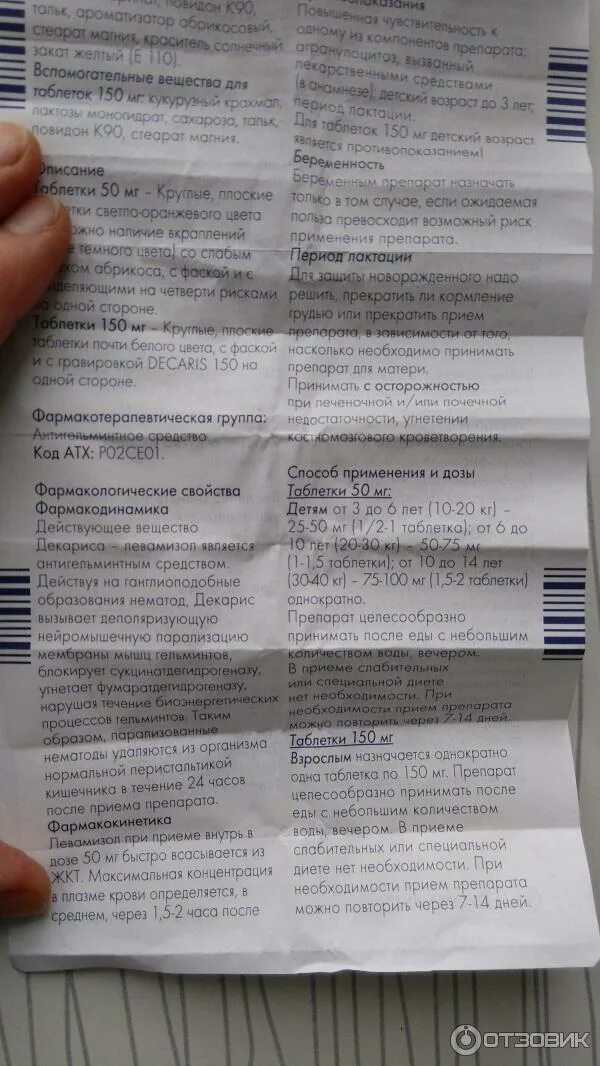 повидон К90,
тальк, ароматизатор абрикосовый,
стеарат магния, краситель солнечный
закат желтый (Е 110).
Вспомогательные вещества для
таблеток 150 мг: кукурузный крахмал,
лактозы моногидрат, сахароза, тальк,
повидон К90, стеарат магния.
Описание
Таблетки 50 мг – Круглые, плоские
светло-оранжевого цвета
наличие вкраплений
темного цвета) со слабым
абрикоса, с фаской и с
на четверти рисками
на одной стороне.
Таблетки 150 мг – Круглые, плоские
таблетки почти белого цвета, с фаской
и с гравировкой DECARIS 150 на
одной стороне.
Фармакотерапевтическая группа:
Антигельминтное средство
Код АТХ: P02CE01.
Фармакологические свойства
Фармакодинамика
Действующее вещество
Декариса – левамизол является
антигельминтным средством.
Действуя на ганглиоподобные
образования нематод, Декарис
вызывает деполяризующую
нейромышечную парализацию
мембраны мышц гельминтов,
блокирует сукцинатдегидрогеназу,
угнетает фумаратдегидрогеназу,
нарушая течение биоэнергетических
процессов гельминтов. Таким
образом, парализованные
нематоды удаляются из организма
нормальной перистальтикой
кишечника в течение 24 часов
после приема препарата.
Фармакокинетика
Левамизол при приеме внутрь в
дозе 50 мг быстро всасывается из
ЖКТ. Максимальная концентрация
в плазме крови определяется, в
среднем, через 1,5-2 часа после
Повышенная чувствительность к
одному из компонентов препарата;
агранулоцитоз, вызванный
лекарственными средствами
(в анамнезе); детский возраст до 3 лет;
период лактации.
Для таблеток 150 мг детский возраст
является противопоказанием!
Беременность
Беременным препарат назначать
только в том случае, если ожидаемая
польза превосходит возможный риск
применения препарата.
Период лактации
Для защиты новорожденного надо
решить, прекратить ли кормление
грудью или прекратить прием
препарата, в зависимости от того,
насколько необходимо принимать
препарат для матери.
Принимать с осторожностью
при печеночной и/или почечной
недостаточности, угнетении
костномозгового кроветворения.
Способ применения и дозы
Таблетки 50 мг:
Детям от 3 до 6 лет (10-20 кг) –
25-50 мг (1/2-1 таблетка); от 6 до
10 лет (20-30 кг) – 50-75 мг
(1-1,5 таблетки); от 10 до 14 лет
(30-40 кг) – 75-100 мг (1,5-2 таблетки)
однократно.
Препарат целесообразно
принимать после еды с небольшим
количеством воды, вечером.
В приеме слабительных
или специальной диете
нет необходимости. При
необходимости прием препарата
можно повторить через 7-14 дней.
Таблетки 150 мг
Взрослым назначается однократно
одна таблетка по 150 мг. Препарат
целесообразно принимать после
еды с небольшим количеством
воды, вечером. В приеме
слабительных или специальной
диете нет необходимости. При
необходимости прием препарата
можно повторить через 7-14 дней.
ОТЗОВИК